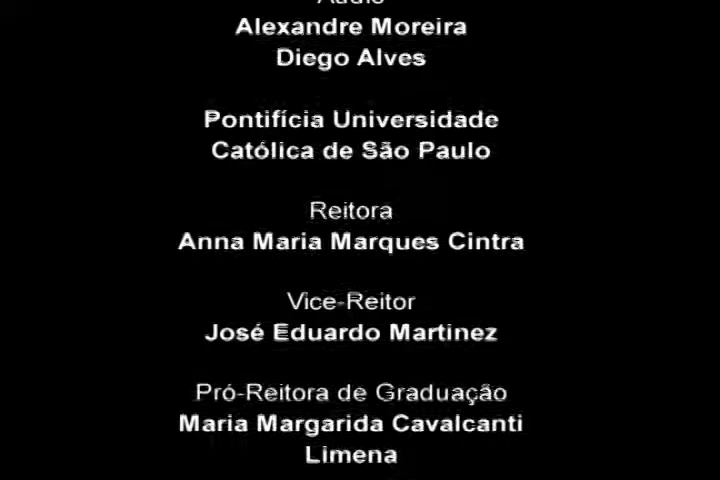 Áudio
Alexandre Moreira
Diego Alves
Pontifícia Universidade
Católica de São Paulo
Reitora
Anna Maria Marques Cintra
Vice-Reitor
José Eduardo Martinez
Pró-Reitora de Graduação
Maria Margarida Cavalcanti
Limena